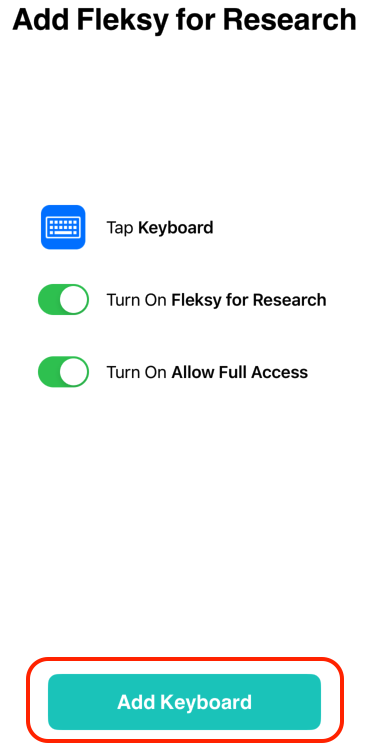 Add Fleksy for Research
Tap Keyboard
Turn On Fleksy for Research
Turn On Allow Full Access
Add Keyboard